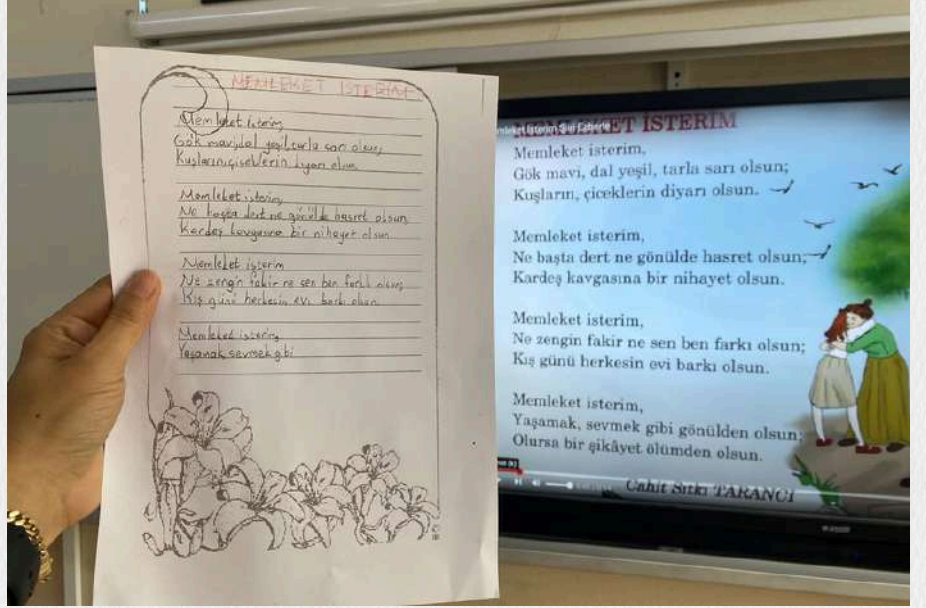 MEMLEKET İSTERİM
Memleket isterim,
Gök mavi, dal yeşil, tarla sarı olsun;
Kuşların, çiçeklerin diyarı olsun.
Memleket isterim,
Ne başta dert ne gönülde hasret olsun
Kardeş kavgasına bir nihayet olsun
Memleket isterim
Ne zengin fakir ne sen ben farkı olsun;
Kış günü herkesin evi barkı olsun.
Memleket isterim,
Yaşamak, sevmek gibi
İSTERİM
Memleket isterim,
Gök mavi, dal yeşil, tarla sarı olsun;
Kuşların, çiceklerin diyarı olsun.
Memleket isterim,
Ne başta dert ne gönülde hasret olsun;
Kardeş kavgasına bir nihayet olsun.
Memleket isterim,
Ne zengin fakir ne sen ben farkı olsun;
Kış günü herkesin evi barkı olsun.
Memleket isterim,
Yaşamak, sevmek gibi gönülden olsun;
Olursa bir şikâyet ölümden olsun.
Cahit Sıtkı TARANCI